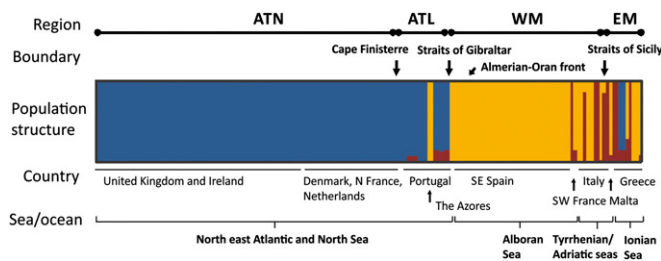 Region
ATN
ATL
WM
EM
Boundary
Cape Finisterre
Straits of Gibraltar
Straits of Sicily
Almerian-Oran front
Population
structure
Country
United Kingdom and Ireland
Denmark, N France,
Netherlands
Portugal
The Azores
SE Spain
Italy
Greece
SW France Malta
Sea/ocean
North east Atlantic and North Sea
Alboran
Sea
Tyrrhenian/
Adriatic seas
Ionian
Sea